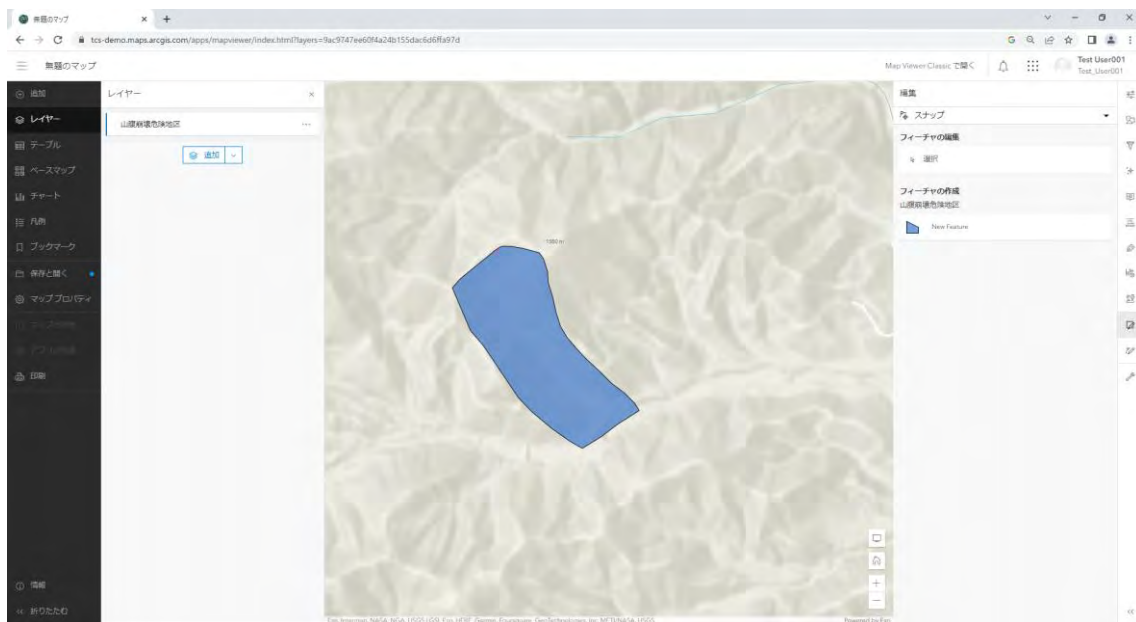 無題のマップ
tcs-demo.maps.arcgis.com/apps/mapviewer/index.html?layers=9ac9747ee60f4a24b155dac6d6ffa97d
無題のマップ
Map Viewer Classic で開く
Test User001
Test_User001
追加
レイヤー
テーブル
ベースマップ
チャート
凡例
ブックマーク
保存と開く
マップ プロパティ
印刷
情報
折りたたむ
レイヤー
山腹崩壊危険地区
追加
編集
スナップ
フィーチャの編集
選択
フィーチャの作成
山腹崩壊危険地区
New Feature
Powered by Esri